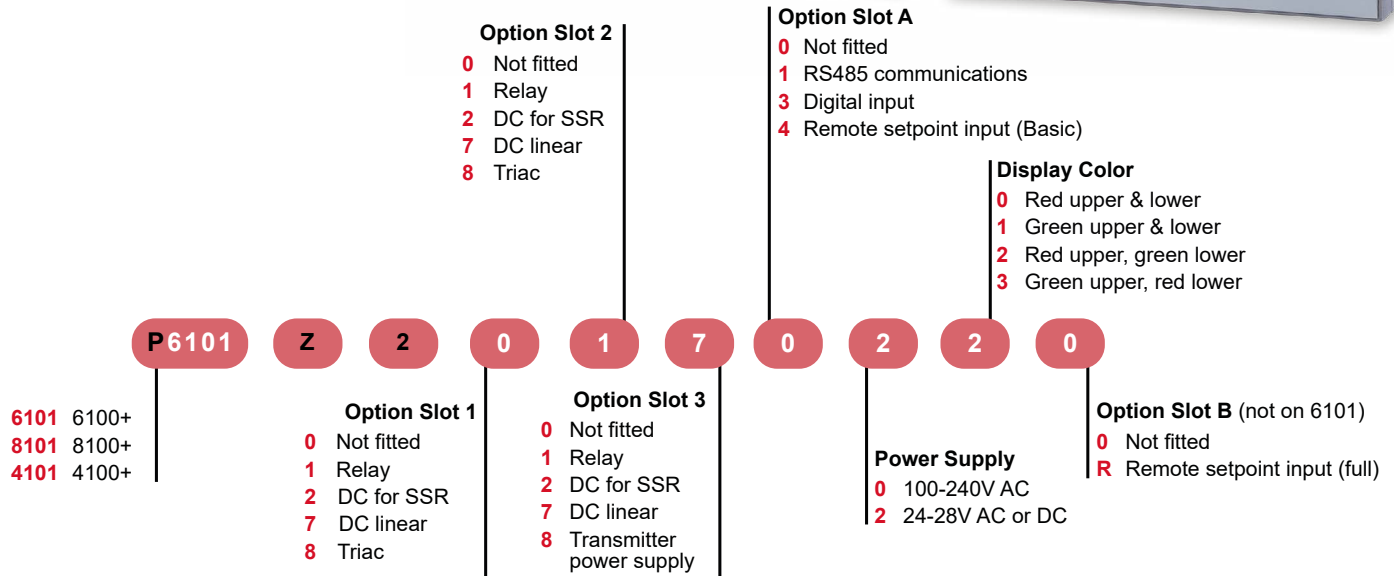 Option Slot 2
0 Not fitted
1 Relay
2 DC for SSR
7 DC linear
8 Triac
Option Slot A
0 Not fitted
1 RS485 communications
3 Digital input
4 Remote setpoint input (Basic)
Display Color
0 Red upper & lower
1 Green upper & lower
2 Red upper, green lower
3 Green upper, red lower
P6101 Z 2 0 1 7 0 2 2 0
6101 6100+
8101 8100+
4101 4100+
Option Slot 1
0 Not fitted
1 Relay
2 DC for SSR
7 DC linear
8 Triac
Option Slot 3
0 Not fitted
1 Relay
2 DC for SSR
7 DC linear
8 Transmitter
power supply
Power Supply
0 100-240V AC
2 24-28V AC or DC
Option Slot B (not on 6101)
0 Not fitted
R Remote setpoint input (full)